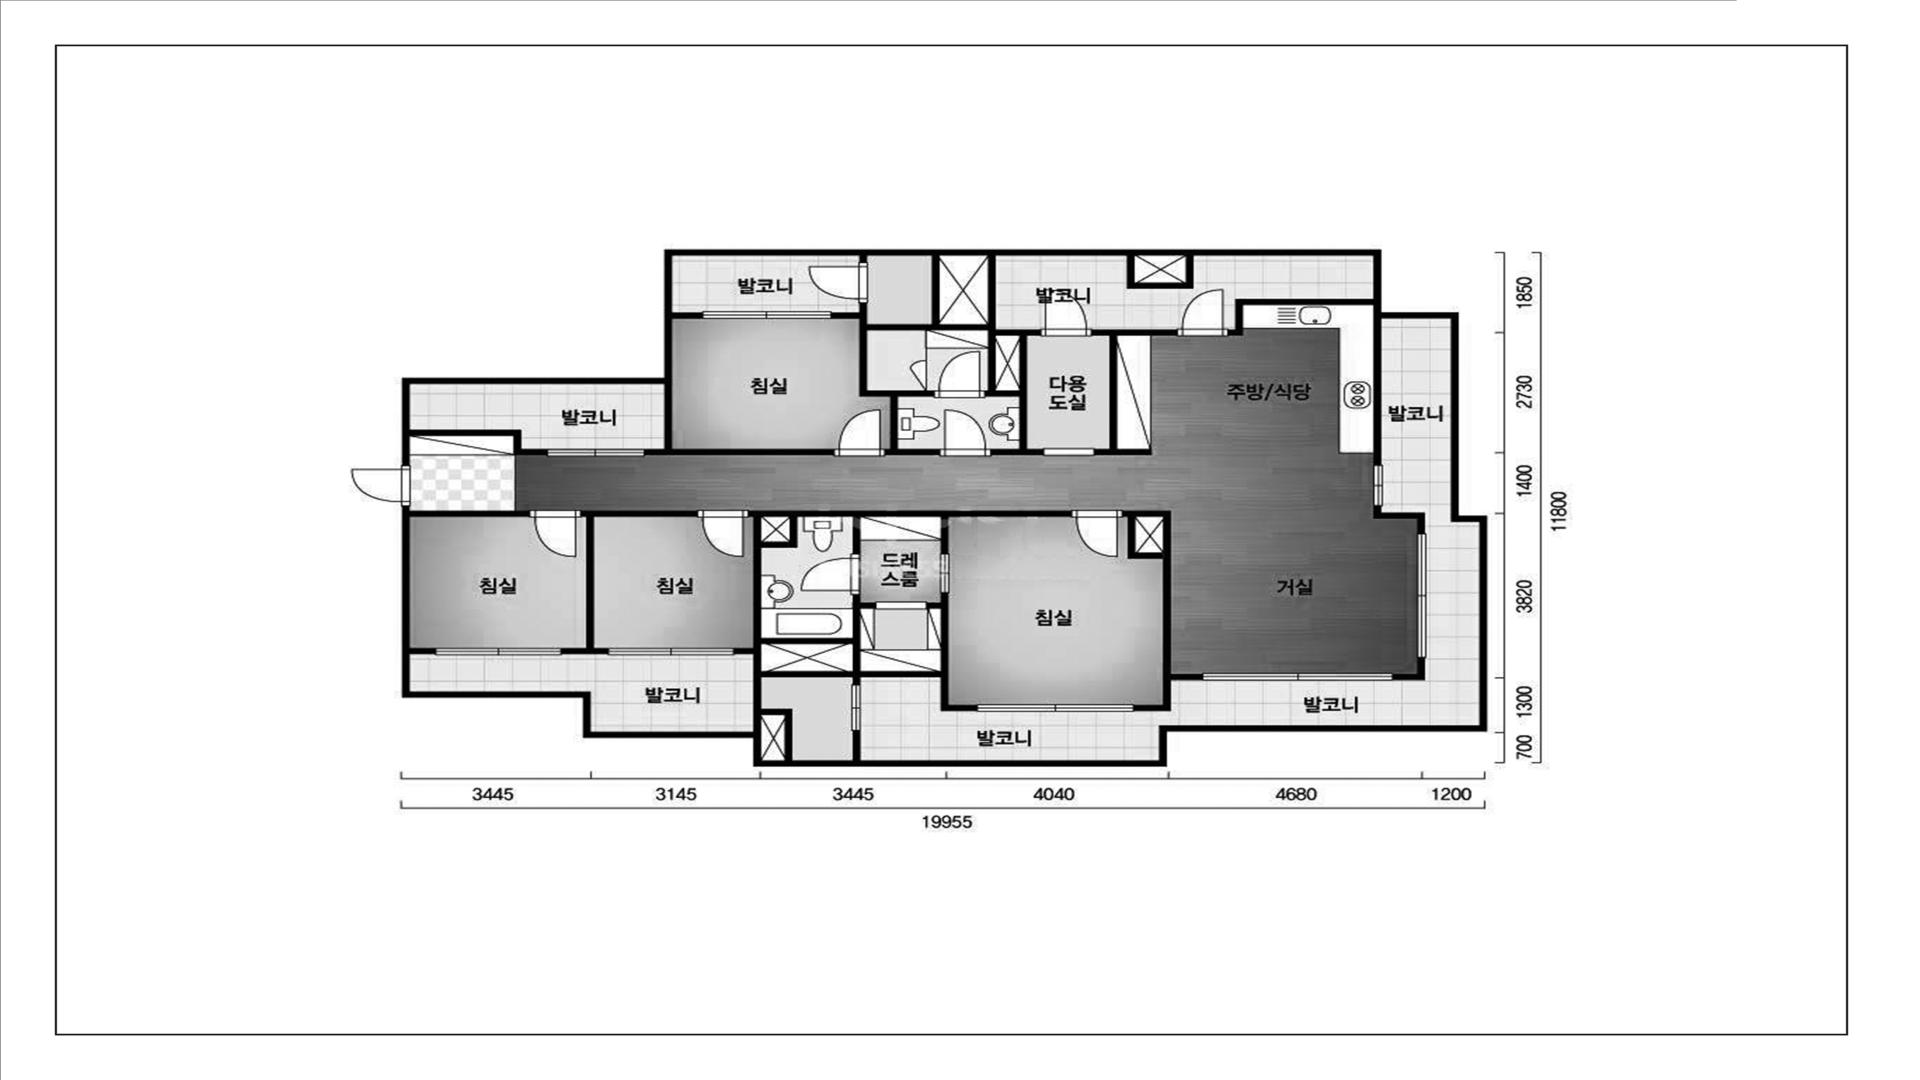 발코니
발코니
1850
침실
다용
도실
주방/식당
2730
발코니
발코니
1400
11800
침실
침실
드레
스룸
침실
거실
3820
발코니
발코니
1300
발코니
700
3445
3145
3445
4040
4680
1200
19955